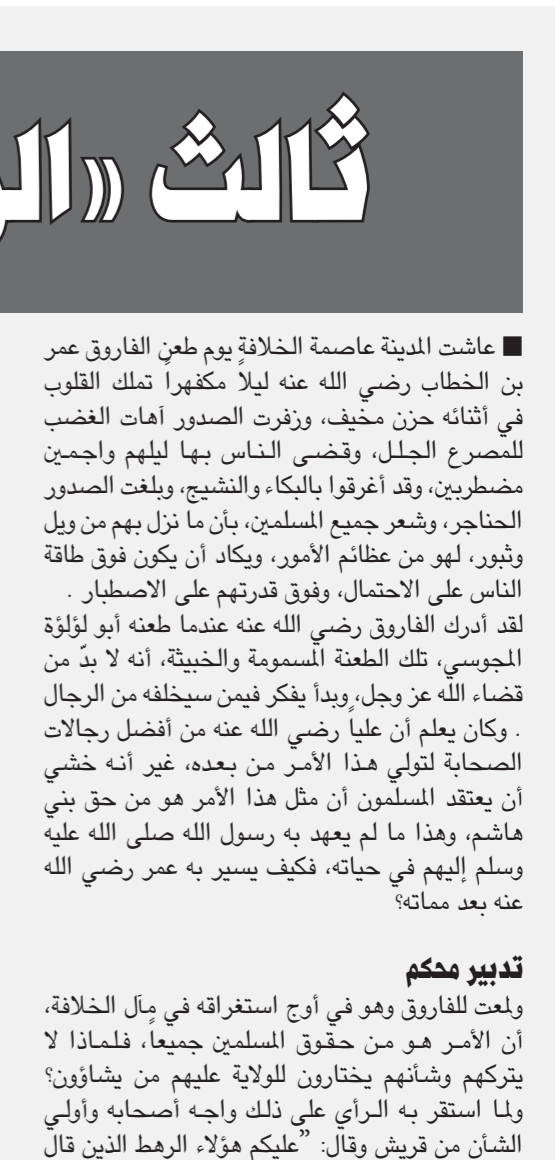 ثالث «الر
■ عاشت المدينة عاصمة الخلافةٍ يوم طعن الفاروق عمر
بن الخطاب رضي الله عنه ليلاً مكفهراً تملك القلوب
في أثنائه حزن مخيف، وزفرت الصدور آهات الغضب
للمصرع الجلل، وقضى الناس بها ليلهم واجمين
مضطربين، وقد أغرقوا بالبكاء والنشيج، وبلغت الصدور
الحناجر، وشعر جميع المسلمين، بأن ما نزل بهم من ويل
وثبور، لهو من عظائم الأمور، ويكاد أن يكون فوق طاقة
الناس على الاحتمال، وفوق قدرتهم على الاصطبار .
لقد أدرك الفاروق رضي الله عنه عندما طعنه أبو لؤلؤة
المجوسي، تلك الطعنة المسمومة والخبيثة، أنه لا بدّ من
قضاء الله عز وجل، وبدأ يفكر فيمن سيخلفه من الرجال
. وكان يعلم أن علياً رضي الله عنه من أفضل رجالات
الصحابة لتولي هذا الأمر من بعده، غير أنه خشي
أن يعتقد المسلمون أن مثل هذا الأمر هو من حق بني
هاشم، وهذا ما لم يعهد به رسول الله صلى الله عليه
وسلم إليهم في حياته، فكيف يسير به عمر رضي الله
عنه بعد مماته؟
تدبير محكم
ولمعت للفاروق وهو في أوج استغراقه في مآل الخلافة،
أن الأمر هو من حقوق المسلمين جميعاً، فلماذا لا
يتركهم وشأنهم يختارون للولاية عليهم من يشاؤون؟
ولما استقر به الرأي على ذلك واجه أصحابه وأولي
الشأن من قريش وقال: ”عليكم هؤلاء الرهط الذين قال